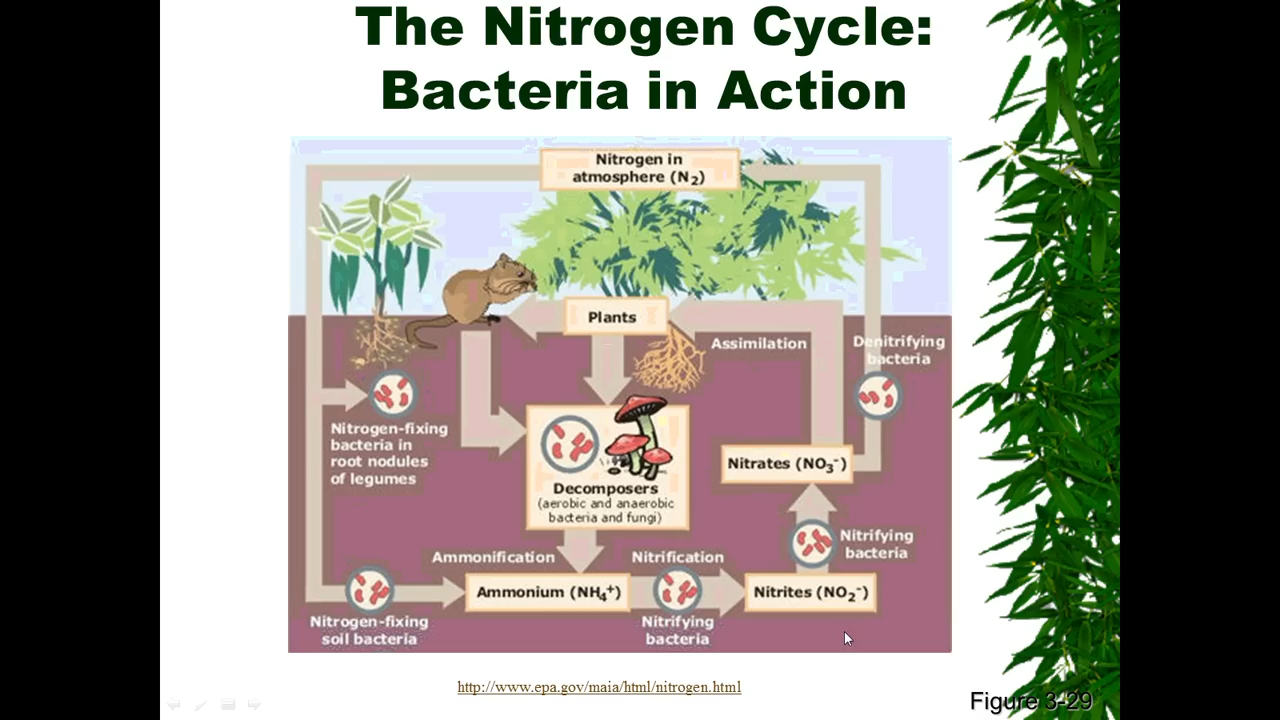 The Nitrogen Cycle:
Bacteria in Action
Nitrogen in
atmosphere (N₂)
Plants
Assimilation
Denitrifying
bacteria
Nitrogen-fixing
bacteria in
root nodules
of legumes
Nitrates (NO₃⁻)
Decomposers
(aerobic and anaerobic
bacteria and fungi)
Nitrifying
bacteria
Ammonification
Nitrification
Ammonium (NH₄⁺)
Nitrites (NO₂⁻)
Nitrogen-fixing
soil bacteria
Nitrifying
bacteria
http://www.epa.gov/maia/html/nitrogen.html
Figure 3-29